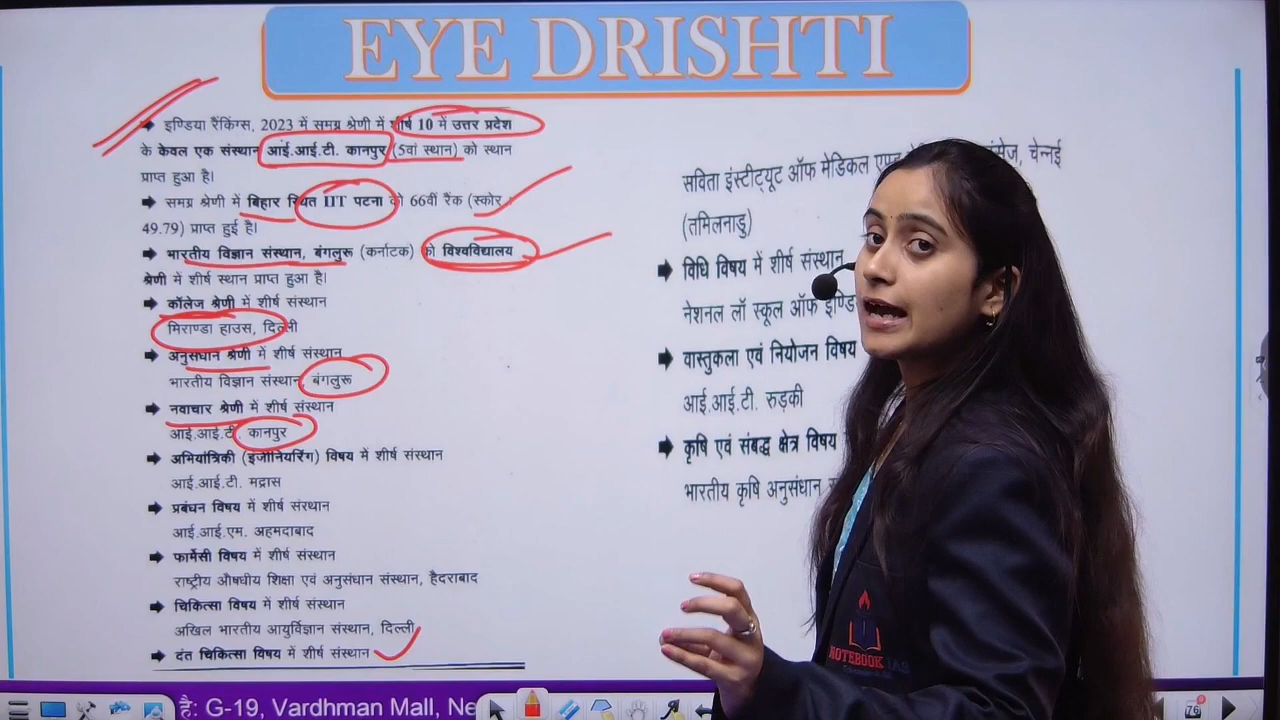 EYE DRISHTI
इण्डिया रैंकिंग्स, 2023 में समग्र श्रेणी में शीर्ष 10 में उत्तर प्रदेश
के केवल एक संस्थान आई.आई.टी. कानपुर (5वां स्थान) को स्थान
प्राप्त हुआ है।
समग्र श्रेणी में बिहार स्थित IIT पटना को 66वीं रैंक (स्कोर :
49.79) प्राप्त हुई है।
भारतीय विज्ञान संस्थान, बंगलुरू (कर्नाटक) को विश्वविद्यालय
श्रेणी में शीर्ष स्थान प्राप्त हुआ है।
कॉलेज श्रेणी में शीर्ष संस्थान
मिराण्डा हाउस, दिल्ली
अनुसंधान श्रेणी में शीर्ष संस्थान
भारतीय विज्ञान संस्थान, बंगलुरू
नवाचार श्रेणी में शीर्ष संस्थान
आई.आई.टी. कानपुर
अभियांत्रिकी (इंजीनियरिंग) विषय में शीर्ष संस्थान
आई.आई.टी. मद्रास
प्रबंधन विषय में शीर्ष संस्थान
आई.आई.एम. अहमदाबाद
फार्मेसी विषय में शीर्ष संस्थान
राष्ट्रीय औषधीय शिक्षा एवं अनुसंधान संस्थान, हैदराबाद
चिकित्सा विषय में शीर्ष संस्थान
अखिल भारतीय आयुर्विज्ञान संस्थान, दिल्ली
दंत चिकित्सा विषय में शीर्ष संस्थान
सविता इंस्टीट्यूट ऑफ मेडिकल एण्ड चेन्नई
(तमिलनाडु)
विधि विषय में शीर्ष संस्थान
नेशनल लॉ स्कूल ऑफ इण्डि
वास्तुकला एवं नियोजन विषय
आई.आई.टी. रुड़की
कृषि एवं संबद्ध क्षेत्र विषय
भारतीय कृषि अनुसंधान
NOTEBOOK
है: G-19, Vardhman Mall, Ne
76